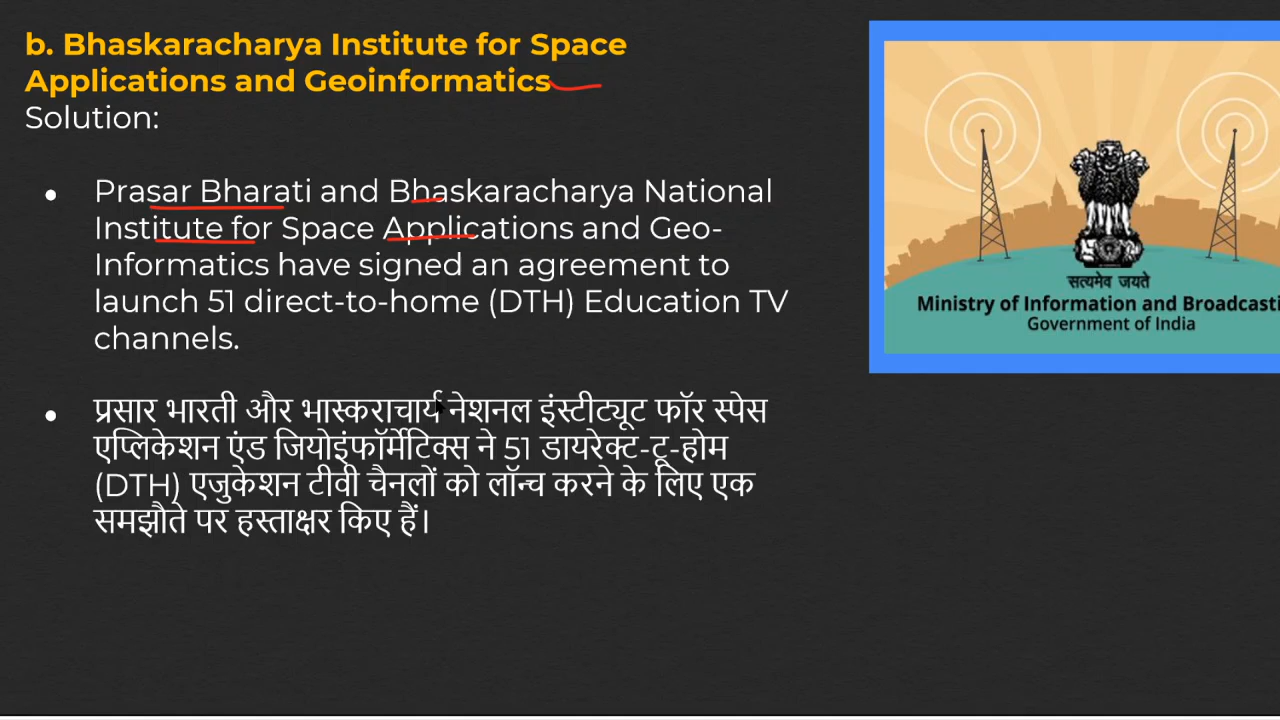 b. Bhaskaracharya Institute for Space
Applications and Geoinformatics
Solution:
Prasar Bharati and Bhaskaracharya National
Institute for Space Applications and Geo-
Informatics have signed an agreement to
launch 51 direct-to-home (DTH) Education TV
channels.
प्रसार भारती और भास्कराचार्य नेशनल इंस्टीट्यूट फॉर स्पेस
एप्लिकेशन एंड जियोइंफॉर्मेटिक्स ने 51 डायरेक्ट-टू-होम
(DTH) एजुकेशन टीवी चैनलों को लॉन्च करने के लिए एक
समझौते पर हस्ताक्षर किए हैं।
सत्यमेव जयते
Ministry of Information and Broadcasti
Government of India